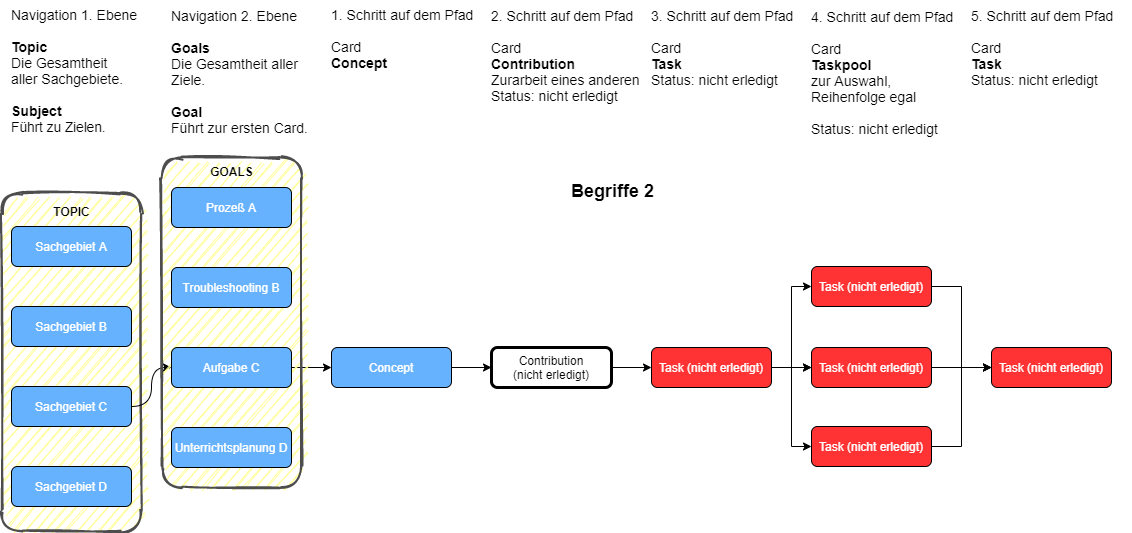 Navigation 1. Ebene
Topic
Die Gesamtheit
aller Sachgebiete.
Subject
Führt zu Zielen.
Navigation 2. Ebene
Goals
Die Gesamtheit aller
Ziele.
Goal
Führt zur ersten Card.
1. Schritt auf dem Pfad
Card
Concept
2. Schritt auf dem Pfad
Card
Contribution
Zurarbeit eines anderen
Status: nicht erledigt
3. Schritt auf dem Pfad
Card
Task
Status: nicht erledigt
4. Schritt auf dem Pfad
Card
Taskpool
zur Auswahl,
Reihenfolge egal
Status: nicht erledigt
5. Schritt auf dem Pfad
Card
Task
Status: nicht erledigt
Begriffe 2
TOPIC
Sachgebiet A
Sachgebiet B
Sachgebiet C
Sachgebiet D
GOALS
Prozeß A
Troubleshooting B
Aufgabe C
Unterrichtsplanung D
Concept
Contribution
(nicht erledigt)
Task (nicht erledigt)
Task (nicht erledigt)
Task (nicht erledigt)
Task (nicht erledigt)
Task (nicht erledigt)